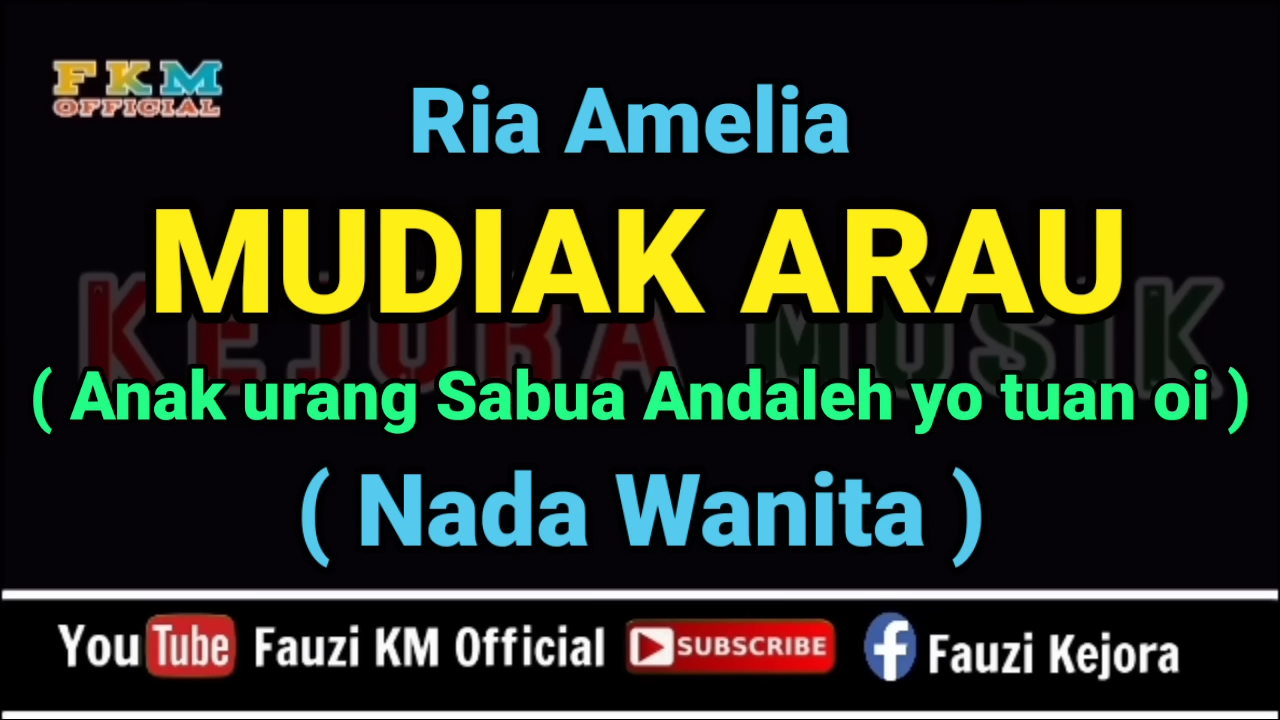 FKM
OFFICIAL
Ria Amelia
MUDIAK ARAU
KEJORA MUSIK
( Anak urang Sabua Andaleh yo tuan oi )
( Nada Wanita )
YouTube Fauzi KM Official SUBSCRIBE f Fauzi Kejora